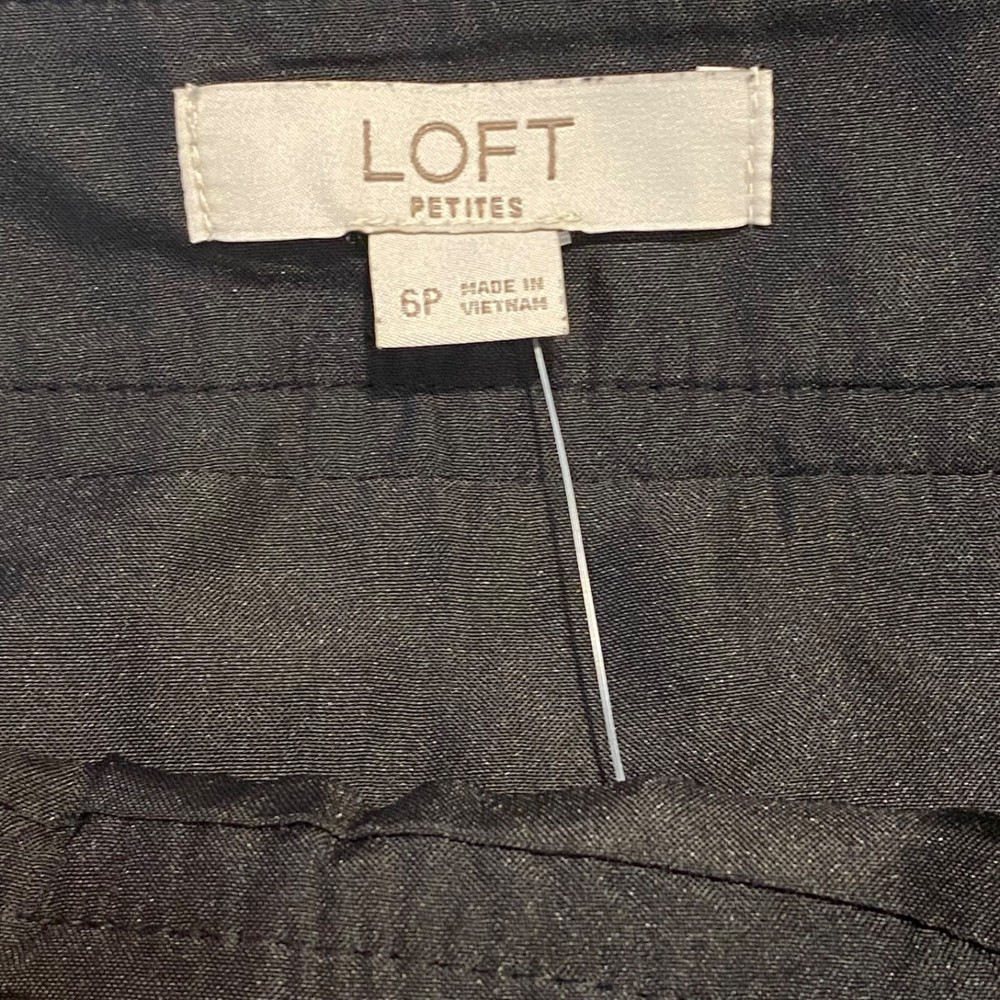 LOFT
PETITES
6P MADE IN
VIETNAM